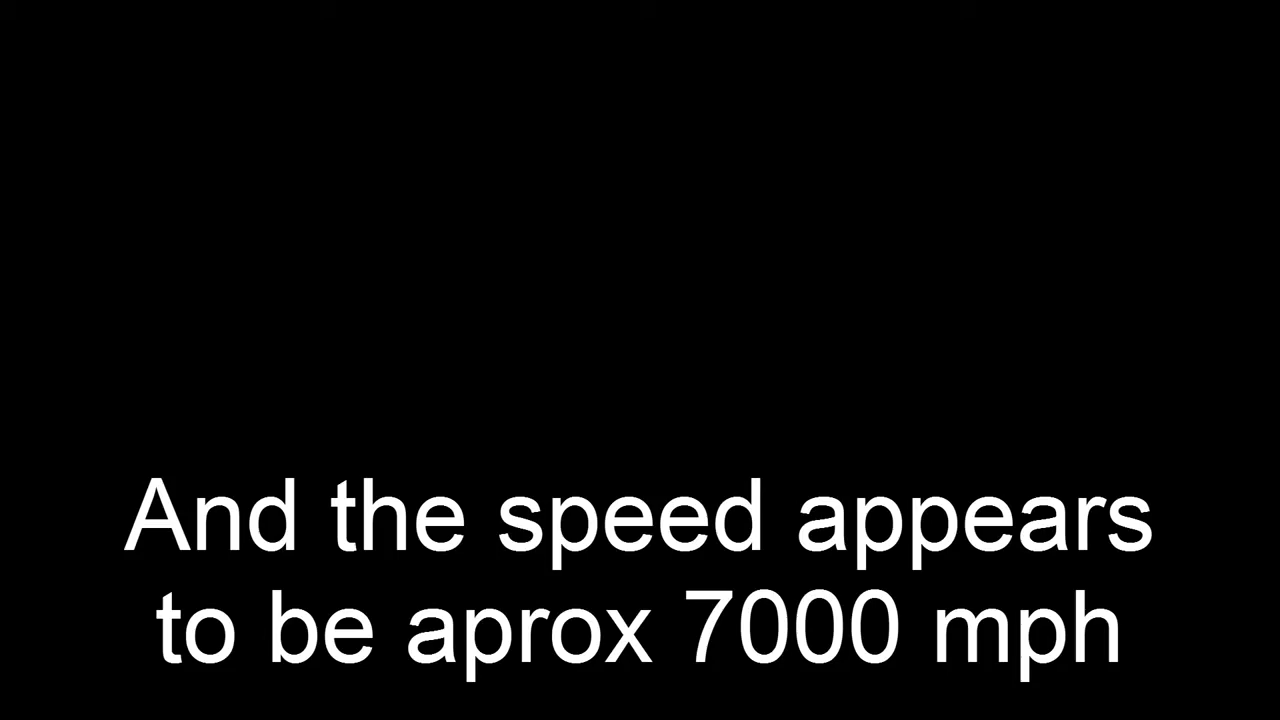 And the speed appears
to be aprox 7000 mph